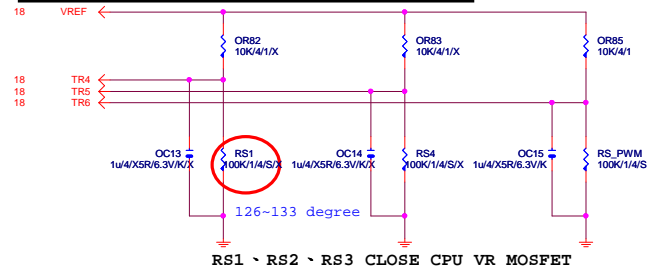 18 VREF
OR82
10K/4/1/X
OR83
10K/4/1/X
OR85
10K/4/1
18 TR4
18 TR5
18 TR6
OC13
1u/4/X5R/6.3V/K/X
RS1
100K/1/4/S/X
OC14
1u/4/X5R/6.3V/K/X
RS4
100K/1/4/S/X
OC15
1u/4/X5R/6.3V/K
RS_PWM
100K/1/4/S
126~133 degree
RS1、RS2、RS3 CLOSE CPU VR MOSFET